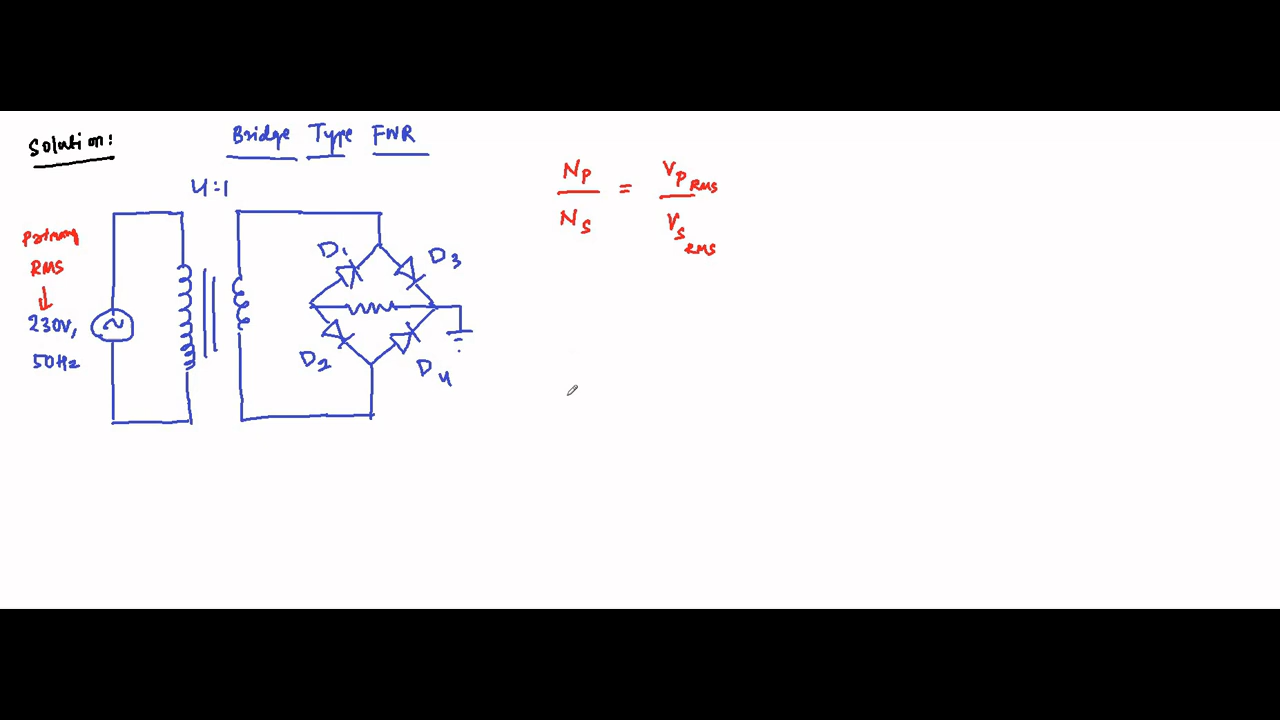 Solution:
Bridge Type FWR
4:1
Primary
RMS
230V,
50Hz
D1
D3
D2
D4
NP / NS = VP RMS / VS RMS